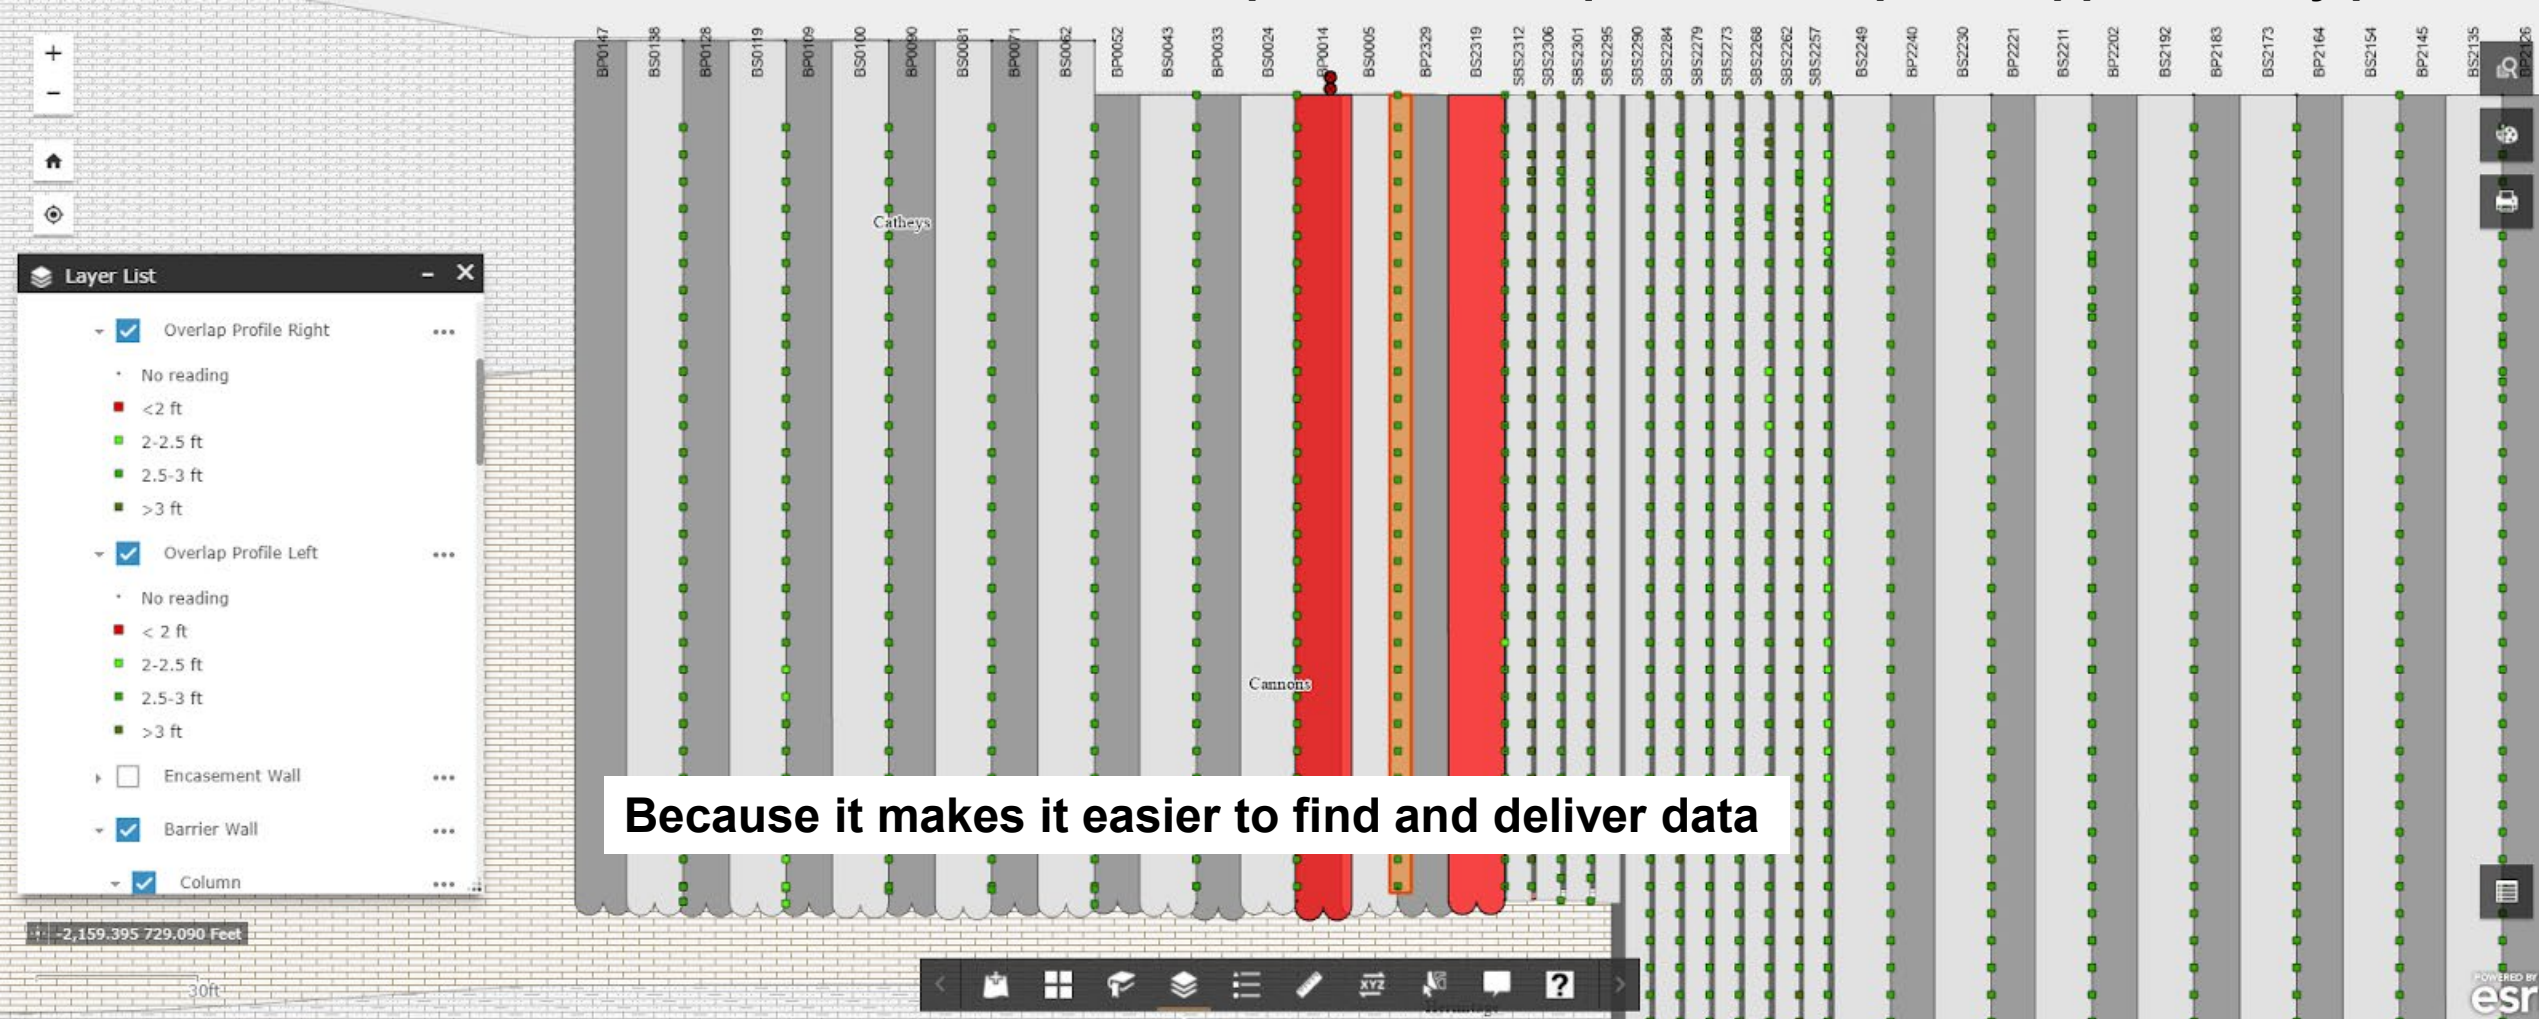 BP0147
BS0138
BP0128
BS0119
BP0109
BS0100
BP0090
BS0081
BP0071
BS0062
BP0052
BS0043
BP0033
BS0024
BP0014
BS0005
BP2329
BS2319
SBS2312
SBS2306
SBS2301
SBS2295
SBS2290
SBS2284
SBS2279
SBS2273
SBS2268
SBS2262
SBS2257
BS2249
BP2240
BS2230
BP2221
BS2211
BP2202
BS2192
BP2183
BS2173
BP2164
BS2154
BP2145
BS2135
BP2126
+
−
Catheys
Layer List
Overlap Profile Right
No reading
<2 ft
2-2.5 ft
2.5-3 ft
>3 ft
Overlap Profile Left
No reading
< 2 ft
2-2.5 ft
2.5-3 ft
>3 ft
Encasement Wall
Barrier Wall
Column
Cannons
Because it makes it easier to find and deliver data
-2,159.395 729.090 Feet
30ft
XYZ
?
Hermitage
POWERED BY
esr